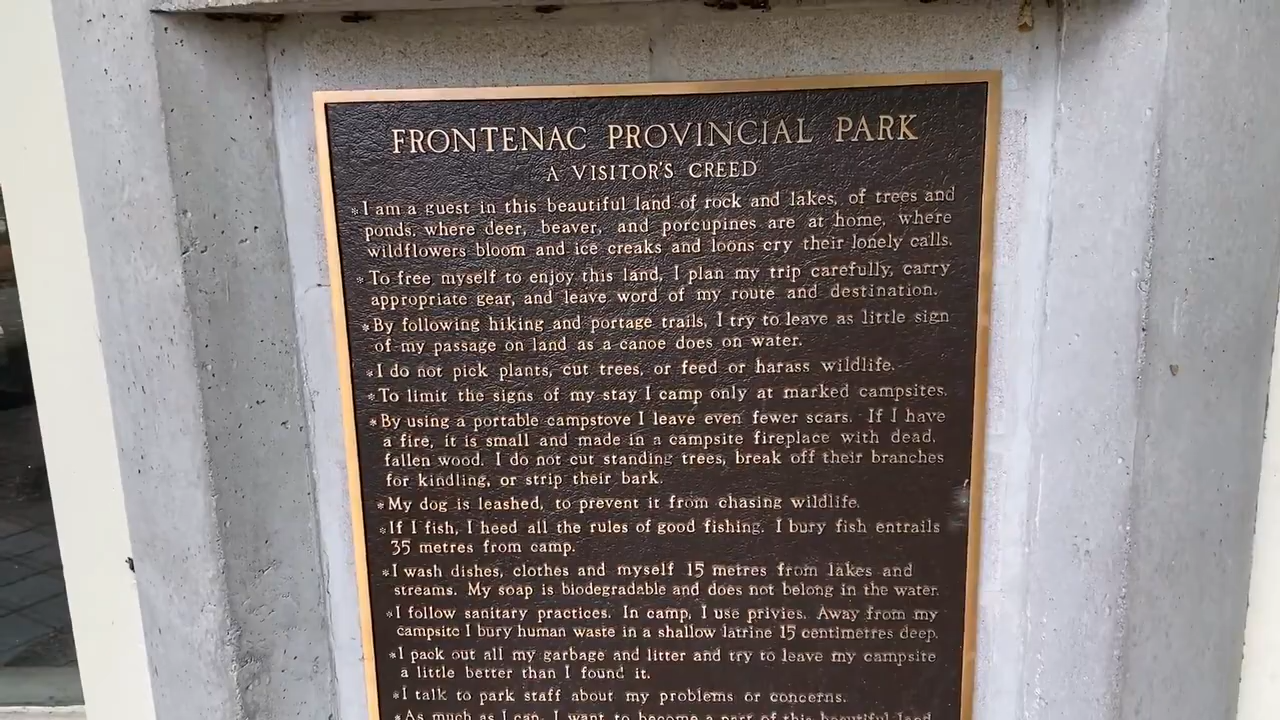 FRONTENAC PROVINCIAL PARK
A VISITOR'S CREED
*I am a guest in this beautiful land of rock and lakes, of trees and
ponds, where deer, beaver, and porcupines are at home, where
wildflowers bloom and ice creaks and loons cry their lonely calls.
*To free myself to enjoy this land, I plan my trip carefully, carry
appropriate gear, and leave word of my route and destination.
*By following hiking and portage trails, I try to leave as little sign
of my passage on land as a canoe does on water.
*I do not pick plants, cut trees, or feed or harass wildlife.
*To limit the signs of my stay I camp only at marked campsites.
*By using a portable campstove I leave even fewer scars. If I have
a fire, it is small and made in a campsite fireplace with dead,
fallen wood. I do not cut standing trees, break off their branches
for kindling, or strip their bark.
*My dog is leashed, to prevent it from chasing wildlife.
*If I fish, I heed all the rules of good fishing. I bury fish entrails
35 metres from camp.
*I wash dishes, clothes and myself 15 metres from lakes and
streams. My soap is biodegradable and does not belong in the water.
*I follow sanitary practices. In camp, I use privies. Away from my
campsite I bury human waste in a shallow latrine 15 centimetres deep.
*I pack out all my garbage and litter and try to leave my campsite
a little better than I found it.
*I talk to park staff about my problems or concerns.
*As much as I can, I want to become a part of this beautiful land